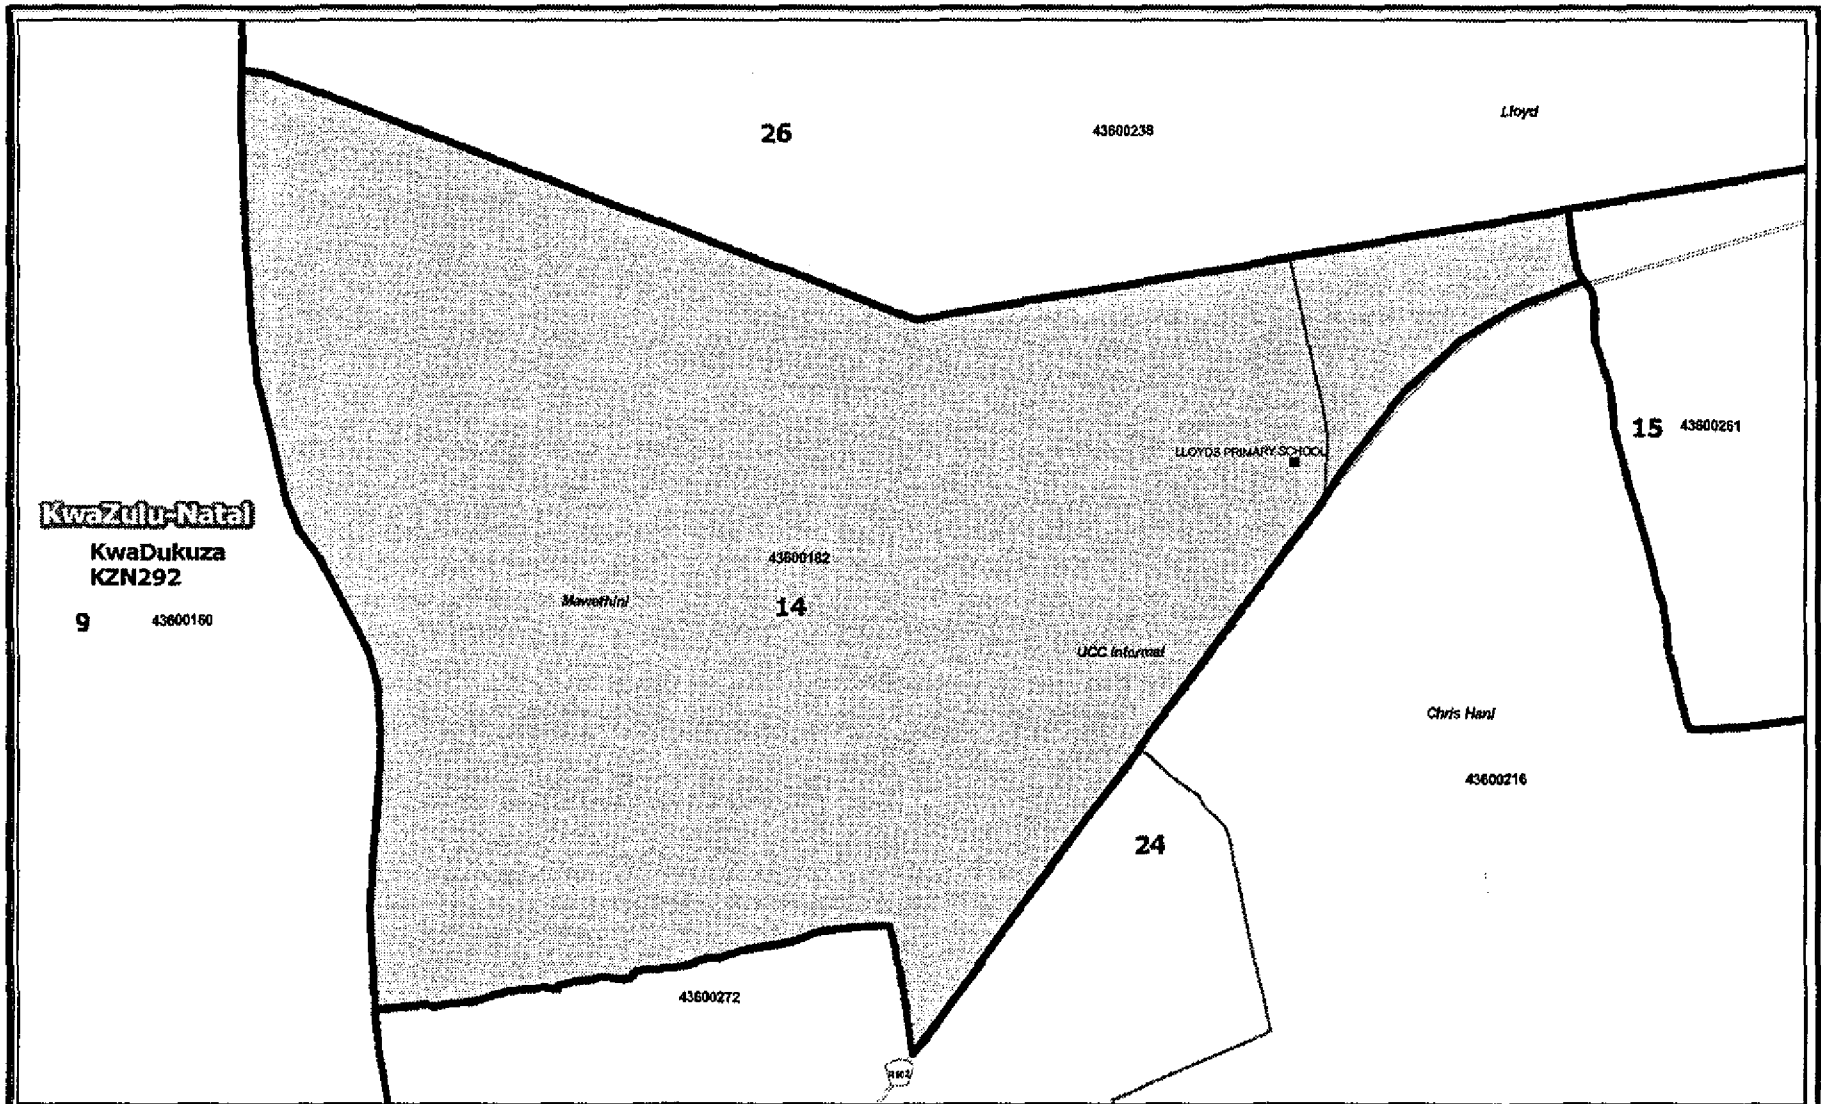 Lloyd
26
43600238
15
43600261
LLOYDS PRIMARY SCHOOL
KwaZulu-Natal
KwaDukuza
KZN292
9
43600160
43600182
Mawothini
14
UCC Informal
Chris Hani
43600216
24
43600272